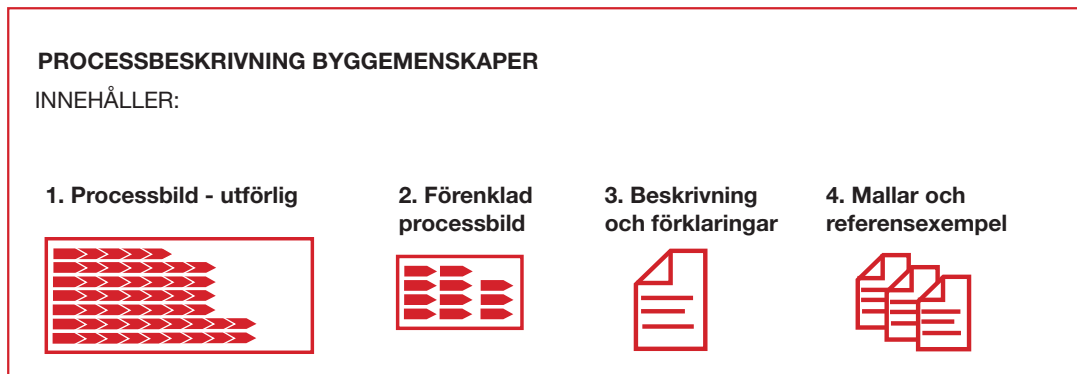 PROCESSBESKRIVNING BYGGEMENSKAPER
INNEHÅLLER:
1. Processbild - utförlig
2. Förenklad
processbild
3. Beskrivning
och förklaringar
4. Mallar och
referensexempel